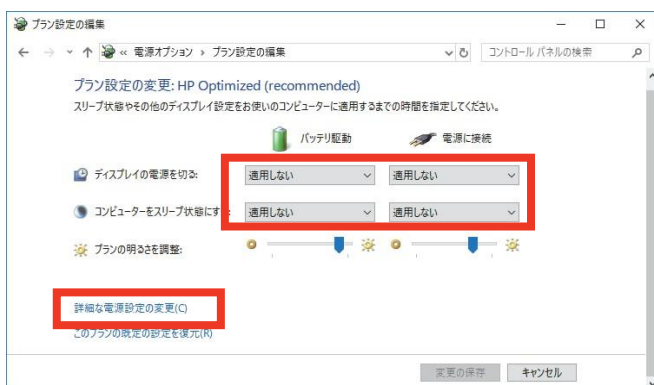 プラン設定の編集
« 電源オプション › プラン設定の編集
コントロール パネルの検索
プラン設定の変更: HP Optimized (recommended)
スリープ状態やその他のディスプレイ設定をお使いのコンピューターに適用するまでの時間を指定してください。
バッテリ駆動 電源に接続
ディスプレイの電源を切る: 適用しない 適用しない
コンピューターをスリープ状態にす 適用しない 適用しない
プランの明るさを調整:
詳細な電源設定の変更(C)
このプランの既定の設定を復元(R)
変更の保存 キャンセル